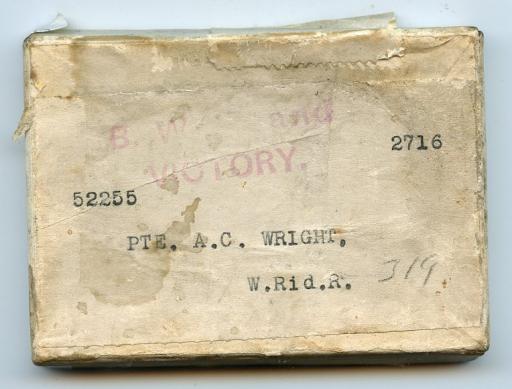 B. W. and
VICTORY.
2716
52255
PTE. A.C. WRIGHT,
W.Rid.R.
319